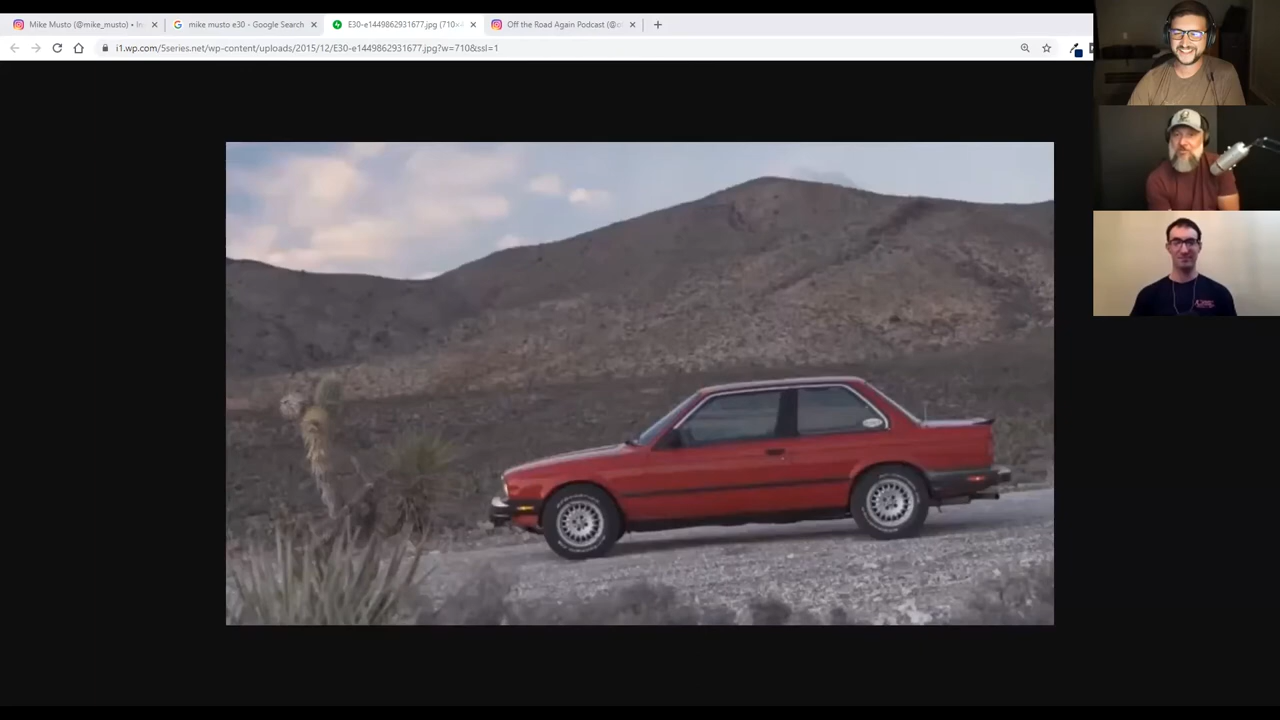 Mike Musto (@mike_musto) • In
mike musto e30 - Google Search
E30-e1449862931677.jpg (710×4
Off the Road Again Podcast (@o
i1.wp.com/5series.net/wp-content/uploads/2015/12/E30-e1449862931677.jpg?w=710&ssl=1